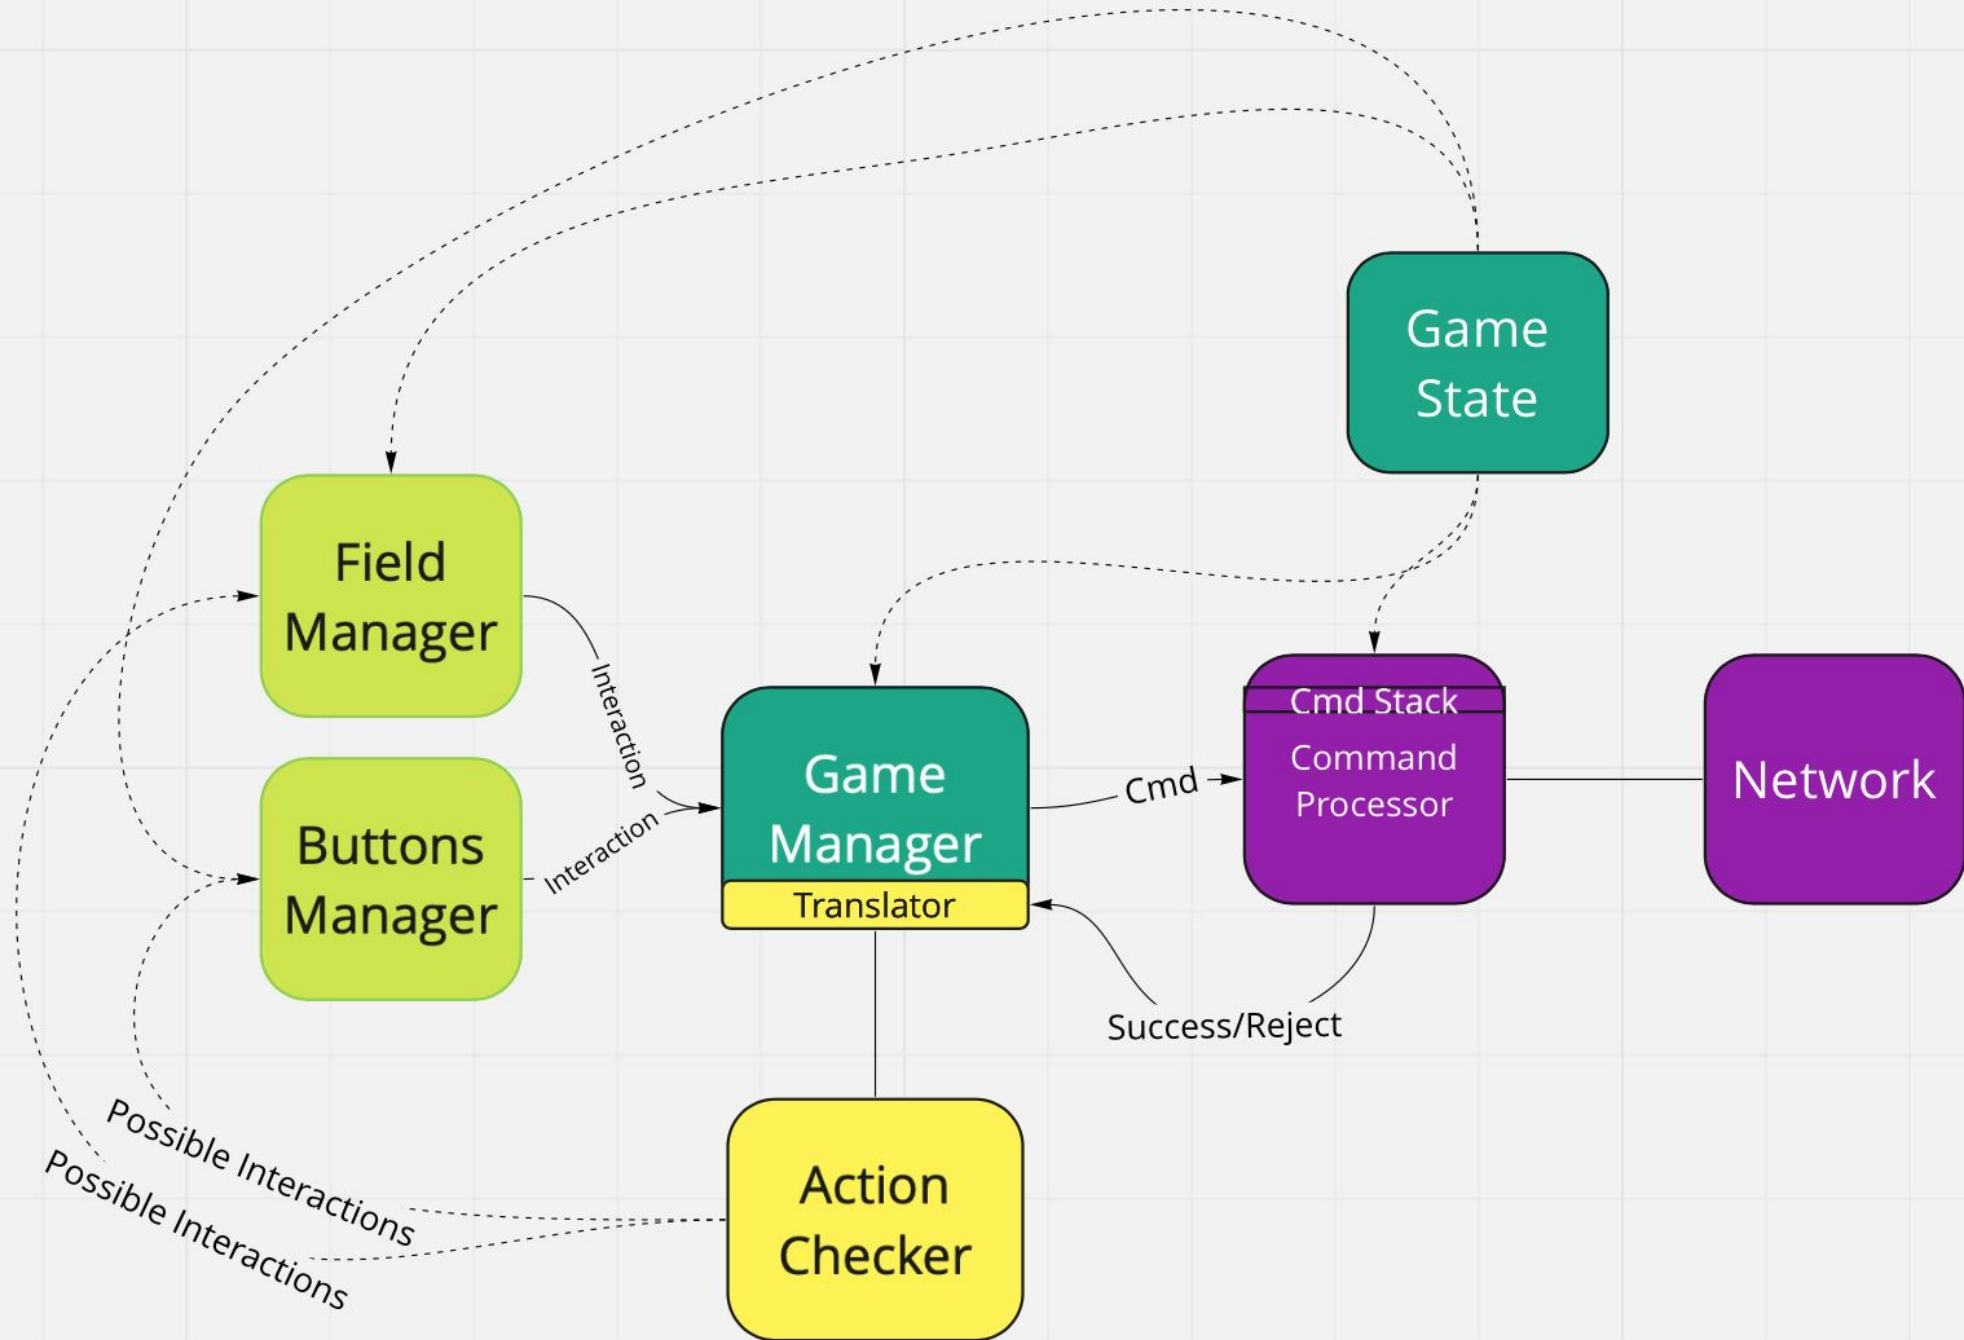 Game
State
Field
Manager
Interaction
Cmd Stack
Command
Processor
Network
Game
Manager
Cmd
Buttons
Manager
Interaction
Translator
Success/Reject
Possible Interactions
Possible Interactions
Action
Checker